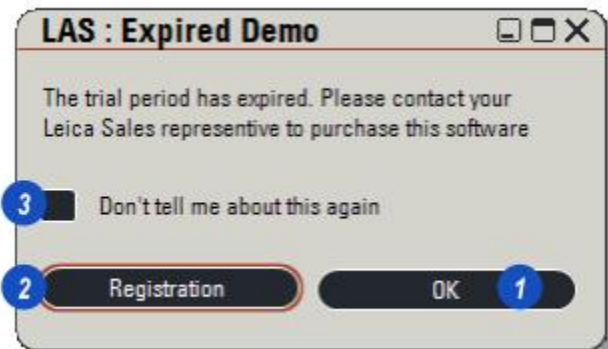 LAS : Expired Demo
The trial period has expired. Please contact your
Leica Sales representive to purchase this software
3 Don't tell me about this again
2 Registration OK 1